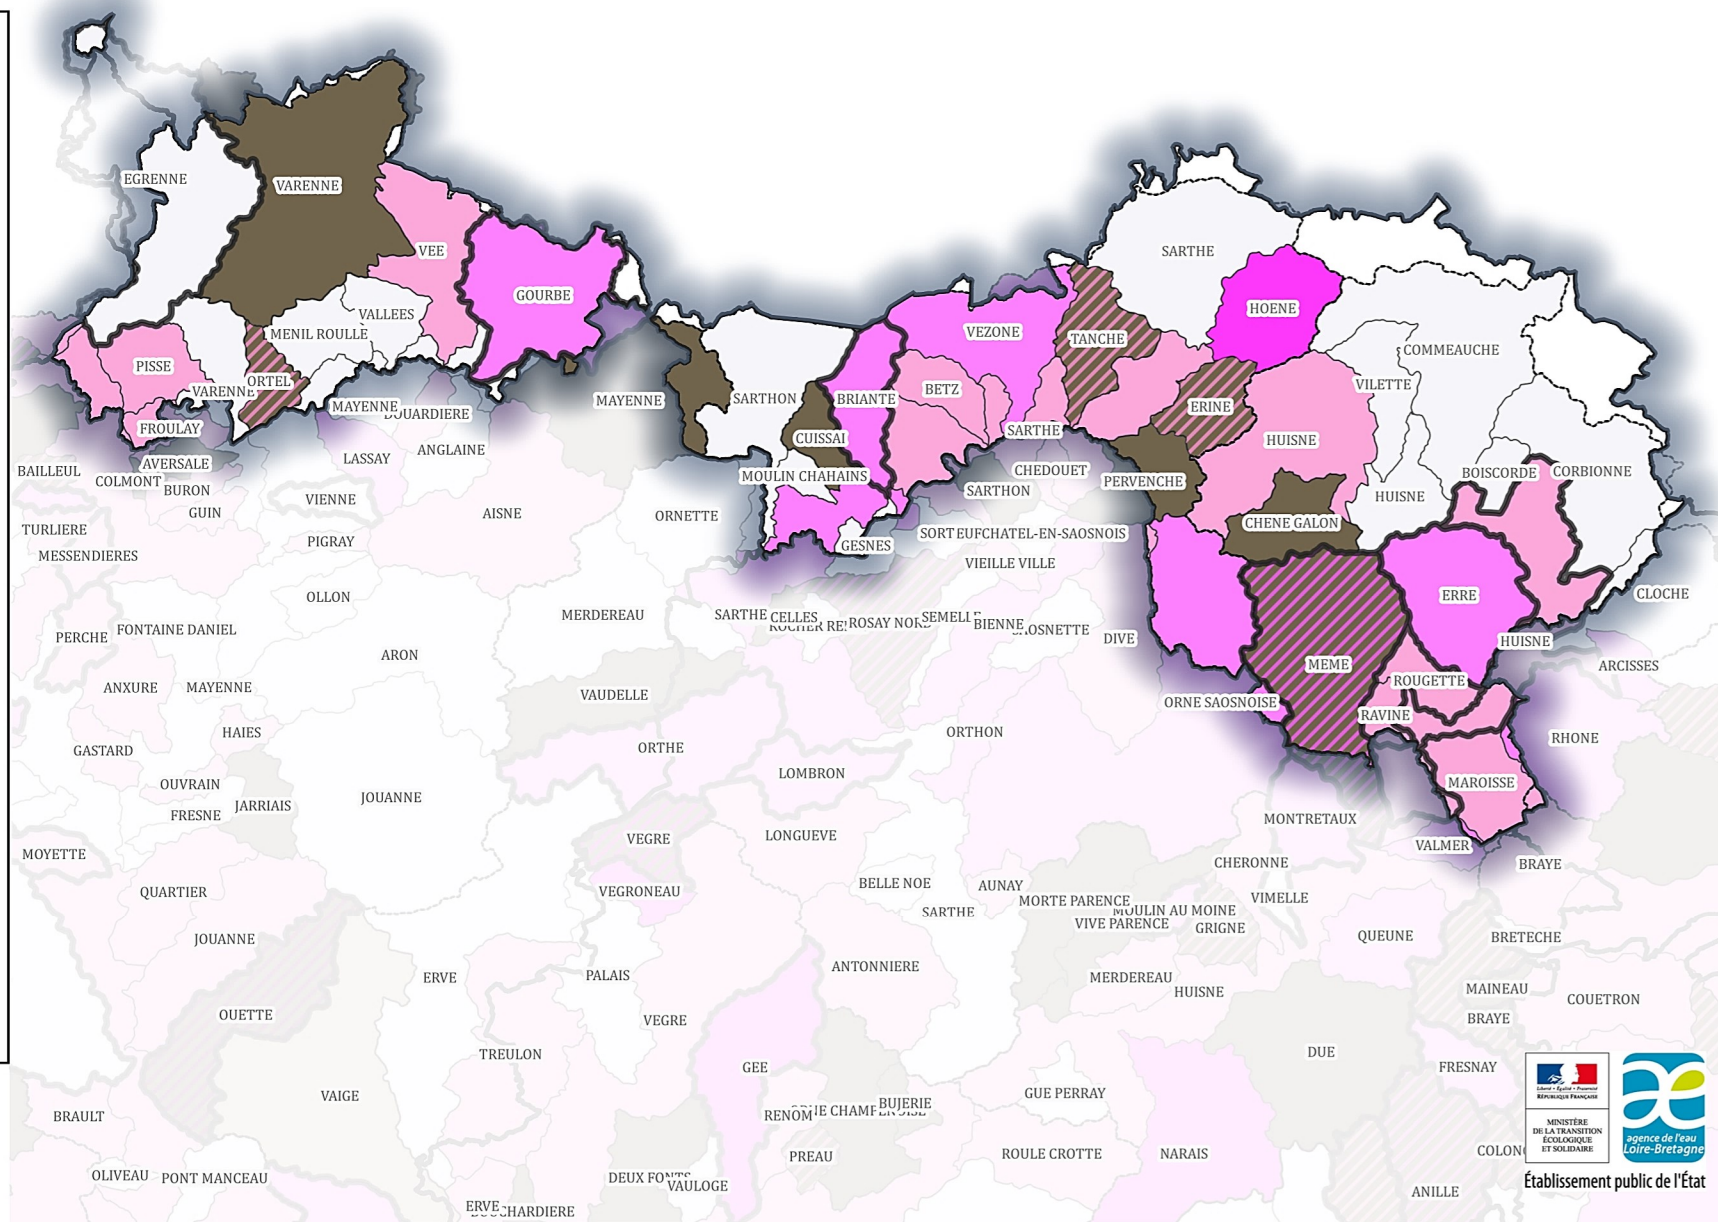 EGRENNE
VARENNE
VEE
GOURBE
SARTHE
HOENE
VALLEES
MENIL ROULLE
VEZONE
TANCHE
COMMEAUCHE
PISSE
VARENNE
ORTEL
VILETTE
BETZ
MAYENNE
DOUARDIERE
MAYENNE
SARTHON
BRIANTE
ERINE
FROULAY
SARTHE
CUISSAI
HUISNE
ANGLAINE
LASSAY
AVERSALE
BAILLEUL
COLMONT
BURON
MOULIN CHAHAINS
CHEDOUET
PERVENCHE
BOISCORDE
CORBIONNE
SARTHON
VIENNE
HUISNE
GUIN
AISNE
ORNETTE
CHENE GALON
TURLIERE
SORT
EUFCHATEL-EN-SAOSNOIS
PIGRAY
GESNES
MESSENDIERES
VIEILLE VILLE
OLLON
ERRE
CLOCHE
MERDEREAU
SARTHE
CELLES
ROSAY NORD
SEMELLE
BIENNE
PERCHE
FONTAINE DANIEL
DIVE
HUISNE
ARON
MEME
ARCISSES
ROUGETTE
ANXURE
MAYENNE
VAUDELLE
ORNE SAOSNOISE
RAVINE
HAIES
ORTHON
RHONE
GASTARD
ORTHE
LOMBRON
MAROISSE
OUVRAIN
JOUANNE
JARRIAIS
FRESNE
MONTRETAUX
VEGRE
LONGUEVE
VALMER
MOYETTE
CHERONNE
BRAYE
QUARTIER
VEGRONEAU
BELLE NOE
AUNAY
VIMELLE
MORTE PARENCE
SARTHE
MOULIN AU MOINE
VIVE PARENCE
GRIGNE
JOUANNE
QUEUNE
BRETECHE
ANTONNIERE
ERVE
PALAIS
MERDEREAU
HUISNE
MAINEAU
COUETRON
OUETTE
VEGRE
BRAYE
TREULON
DUE
GEE
FRESNAY
VAIGE
GUE PERRAY
BUJERIE
BRAULT
RENOM
ROULE CROTTE
NARAIS
PREAU
OLIVEAU
PONT MANCEAU
DEUX FONTS
VAULOGE
ANILLE
ERVE
Liberté • Égalité • Fraternité
RÉPUBLIQUE FRANÇAISE
MINISTÈRE
DE LA TRANSITION
ÉCOLOGIQUE
ET SOLIDAIRE
agence de l'eau
Loire-Bretagne
Établissement public de l'État